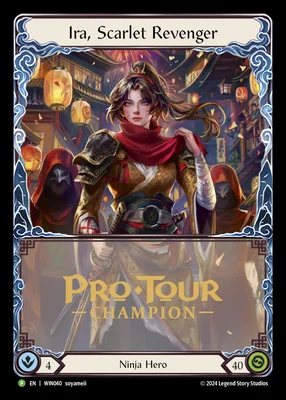 Ira, Scarlet Revenger
PRO·TOUR
—CHAMPION—
4
Ninja Hero
40
P EN | WIN040 soyameii
© 2024 Legend Story Studios